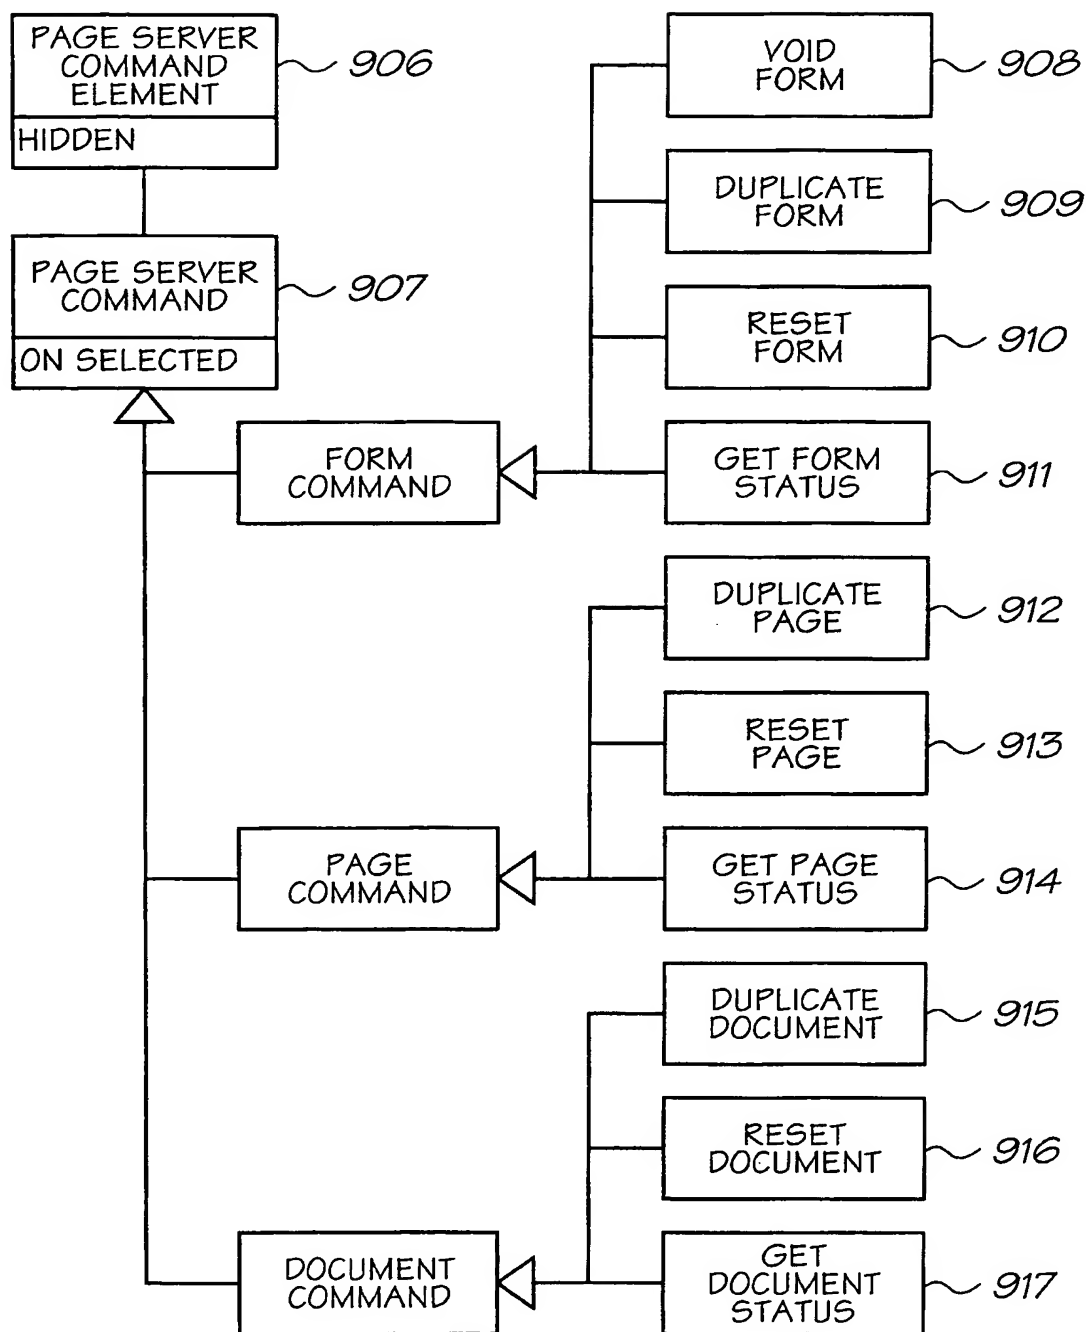 PAGE SERVER
COMMAND
ELEMENT
906
HIDDEN
PAGE SERVER
COMMAND
907
ON SELECTED
FORM
COMMAND
VOID
FORM
908
DUPLICATE
FORM
909
RESET
FORM
910
GET FORM
STATUS
911
PAGE
COMMAND
DUPLICATE
PAGE
912
RESET
PAGE
913
GET PAGE
STATUS
914
DOCUMENT
COMMAND
DUPLICATE
DOCUMENT
915
RESET
DOCUMENT
916
GET
DOCUMENT
STATUS
917